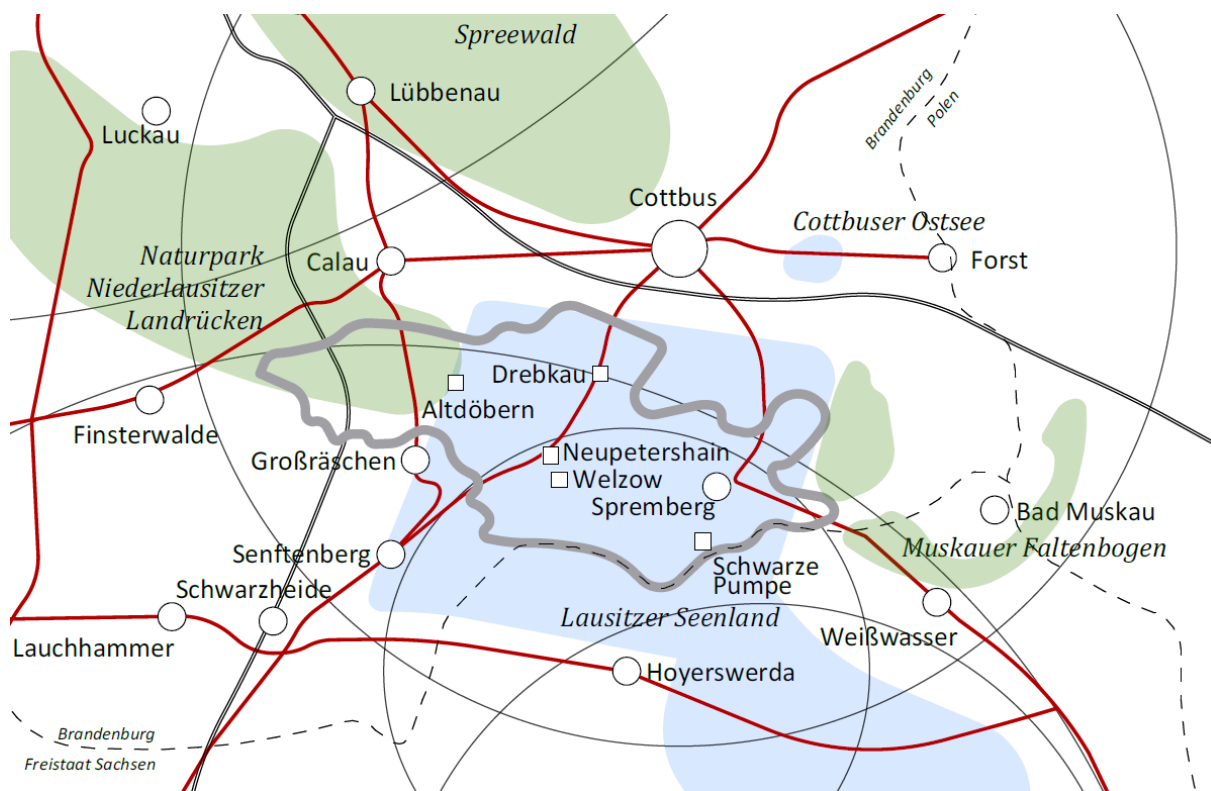 Spreewald
Lübbenau
Luckau
Brandenburg
Polen
Cottbus
Cottbuser Ostsee
Naturpark
Niederlausitzer
Landrücken
Calau
Forst
Drebkau
Altdöbern
Finsterwalde
Großräschen
Neupetershain
Welzow
Spremberg
Bad Muskau
Muskauer Faltenbogen
Senftenberg
Schwarze
Pumpe
Schwarzheide
Lausitzer Seenland
Weißwasser
Lauchhammer
Hoyerswerda
Brandenburg
Freistaat Sachsen